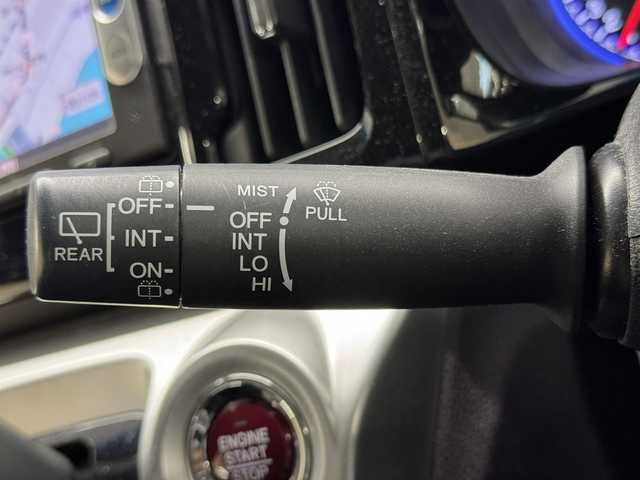 MIST
OFF
INT
LO
HI
PULL
REAR
OFF
INT
ON
ENGINE
START
STOP